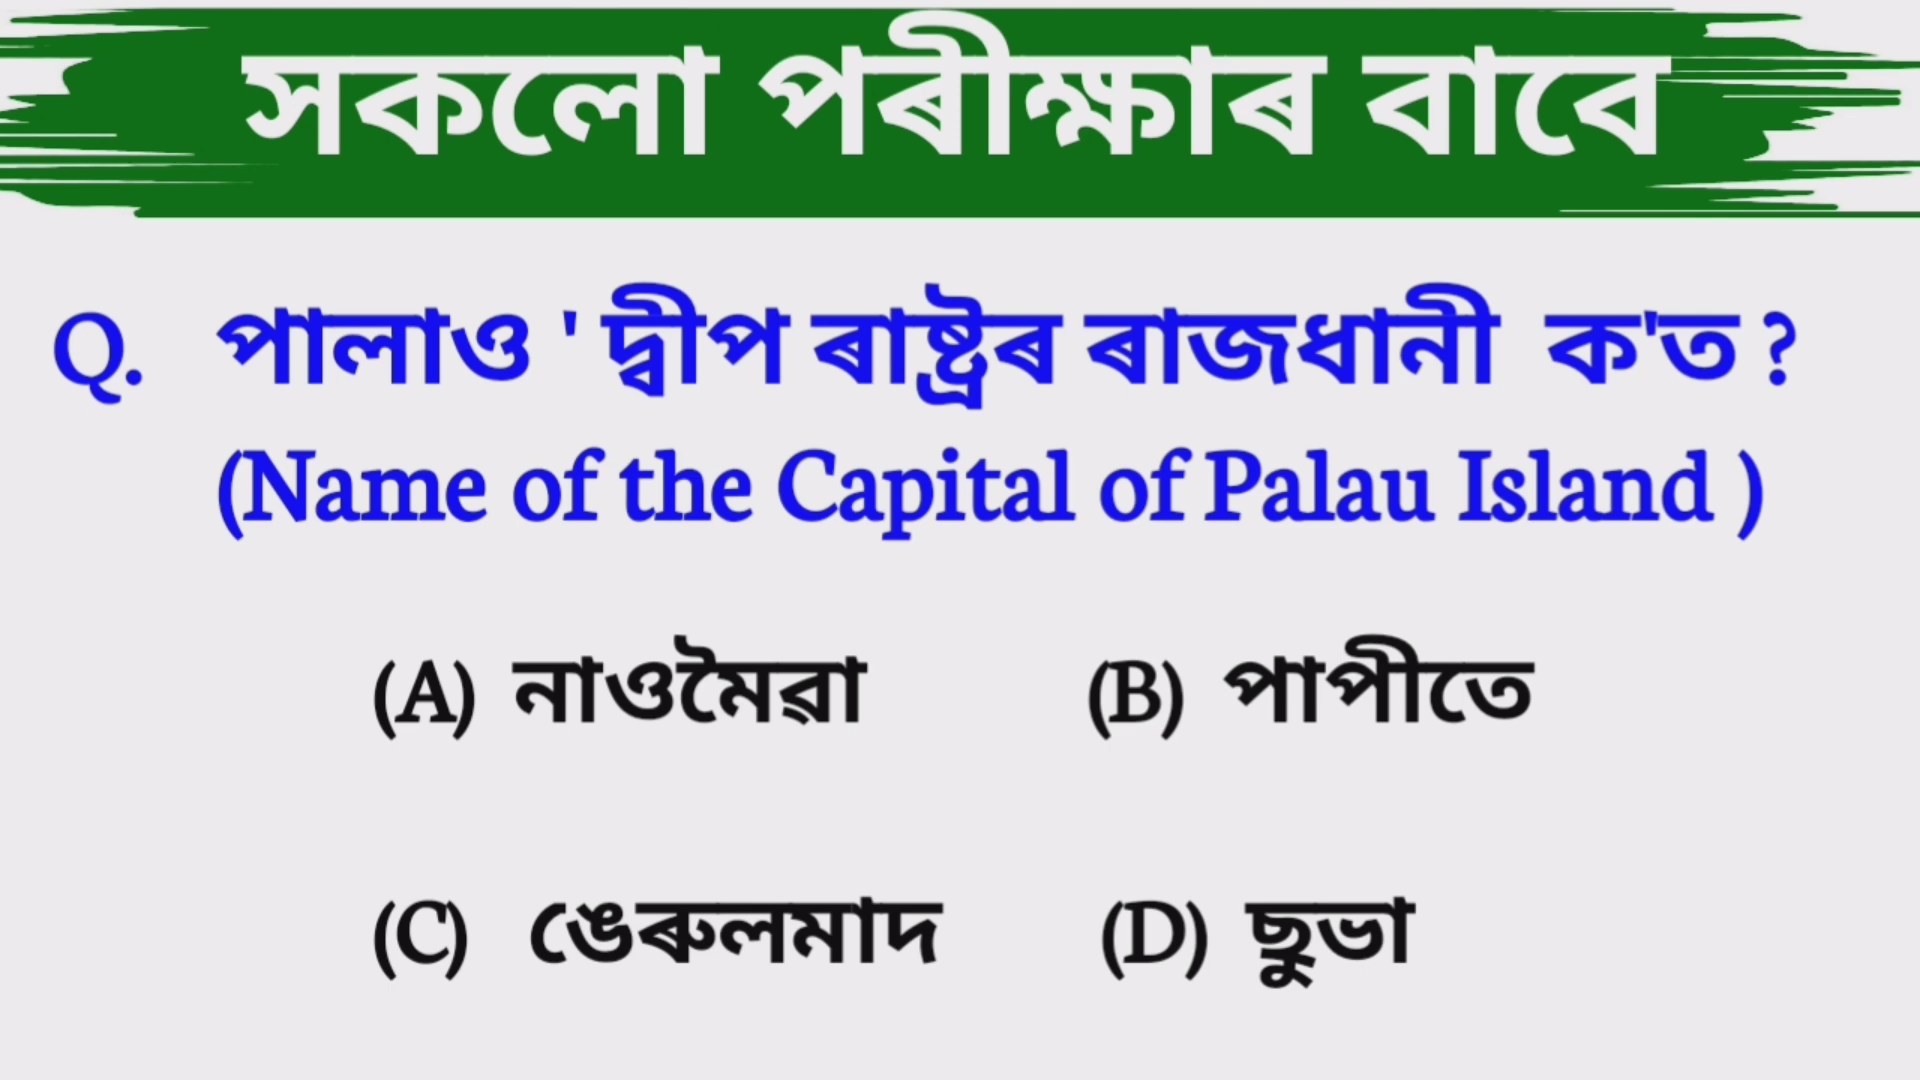 সকলো পৰীক্ষাৰ বাবে
Q. পালাও ' দ্বীপ ৰাষ্ট্ৰৰ ৰাজধানী ক'ত ?
(Name of the Capital of Palau Island )
(A) নাওমৈৱা (B) পাপীতে
(C) ঙেৰুলমাদ (D) ছুভা